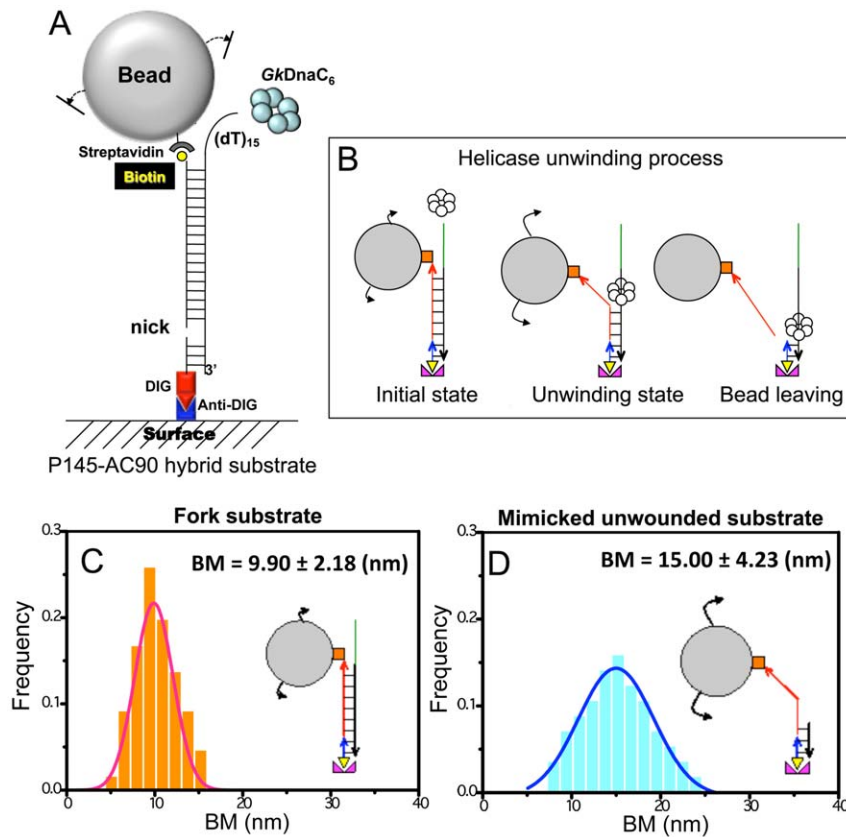 A
Bead
GkDnaC6
(dT)15
Streptavidin
Biotin
nick
3’
DIG
Anti-DIG
Surface
P145-AC90 hybrid substrate
B
Helicase unwinding process
Initial state
Unwinding state
Bead leaving
Fork substrate
C
BM = 9.90 ± 2.18 (nm)
Frequency
0.3
0.2
0.1
0.0
0
10
20
30
40
BM (nm)
Mimicked unwounded substrate
D
BM = 15.00 ± 4.23 (nm)
Frequency
0.3
0.2
0.1
0.0
0
10
20
30
40
BM (nm)